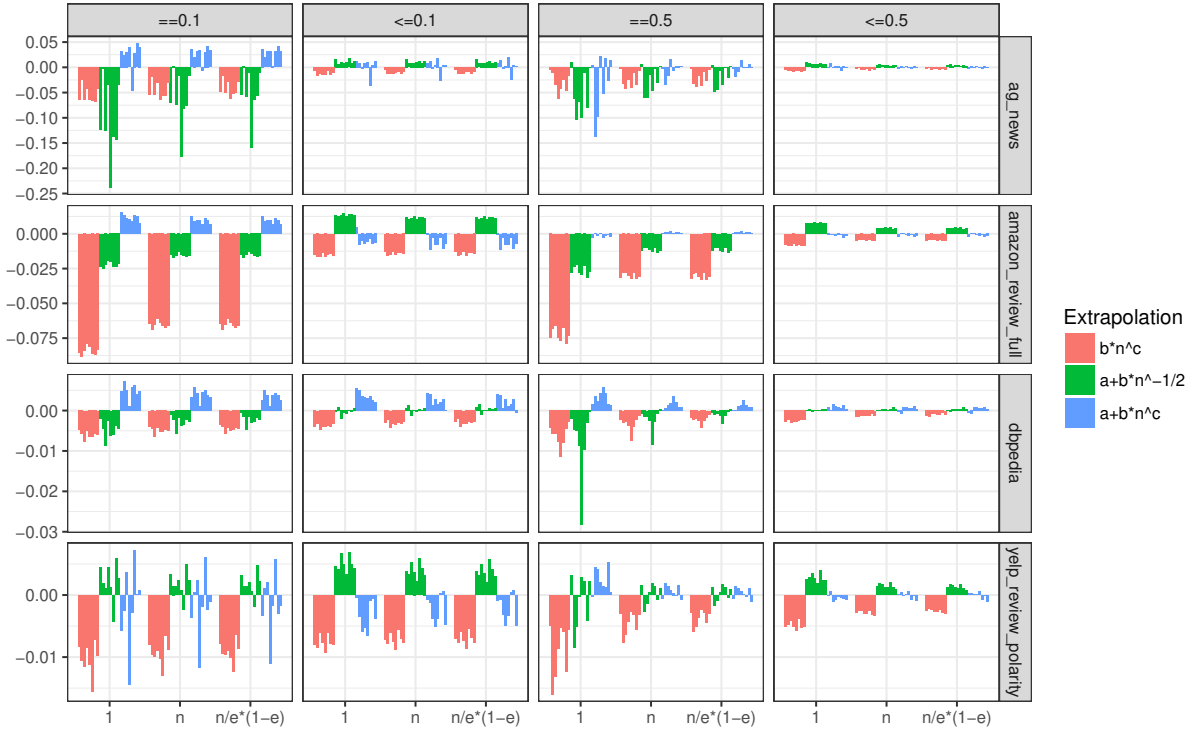 ==0.1 <=0.1 ==0.5 <=0.5
0.05
0.00
−0.05
−0.10
−0.15
−0.20
−0.25
ag_news
0.000
−0.025
−0.050
−0.075
amazon_review_full
0.00
−0.01
−0.02
−0.03
dbpedia
0.00
−0.01
yelp_review_polarity
1 n n/e*(1−e) 1 n n/e*(1−e) 1 n n/e*(1−e) 1 n n/e*(1−e)
Extrapolation
b*n^c
a+b*n^−1/2
a+b*n^c